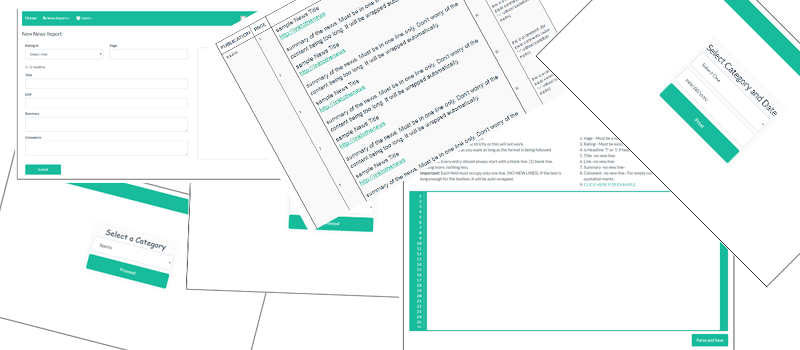 Home News Reports Users
New News Report
Rating in Page
Select One
Is Headline
Title
Link
Summary
Comments
Submit
PUBLICATION PAGE
sample News Title
http://linktothenews
summary of the news. Must be in one line only. Don't worry of the
content being too long. It will be wrapped automatically.
sample News Title
http://linktothenews
summary of the news. Must be in one line only. Don't worry of the
content being too long. It will be wrapped automatically.
sample News Title
http://linktothenews
summary of the news. Must be in one line only. Don't worry of the
content being too long. It will be wrapped automatically.
sample News Title
http://linktothenews
summary of the news. Must be in one line only. Don't worry of the
content being too long. It will be wrapped automatically.
sample News Title
http://linktothenews
summary of the news. Must be in one line only. Don't worry of the
Select Category and Date
Select One
mm/dd/yyyy
Print
strictly or this will not work.
as you want as long as the format is being followed
Every entry should always start with a blank line. (1) blank line.
nothing less.
Important: Each field must occupy only one line. (NO NEW LINES). If the text is
long enough for the textbox, it will be auto-wrapped.
2. Page - Must be a
3. Rating - Must be
4. is Headline: 'T' or 'F' if
5. Title -no new line-
6. Link -no new line-
7. Summary -no new line-
8. Comment -no new line - For empty
quotation marks.
9. CLICK HERE FOR EXAMPLE
1
2
3
4
5
6
7
8
9
10
11
12
13
14
15
16
17
18
19
20
21
22
23
24
25
Parse and Save
Select a Category
Sports
Proceed